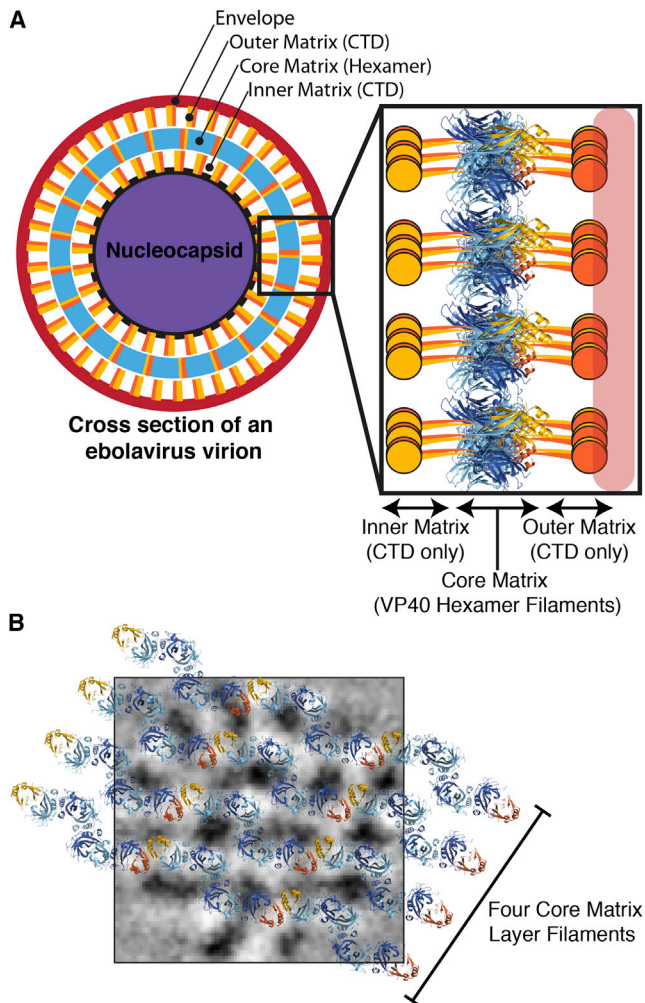 A
Envelope
Outer Matrix (CTD)
Core Matrix (Hexamer)
Inner Matrix (CTD)
Nucleocapsid
Cross section of an
ebolavirus virion
Inner Matrix
(CTD only)
Outer Matrix
(CTD only)
Core Matrix
(VP40 Hexamer Filaments)
B
Four Core Matrix
Layer Filaments